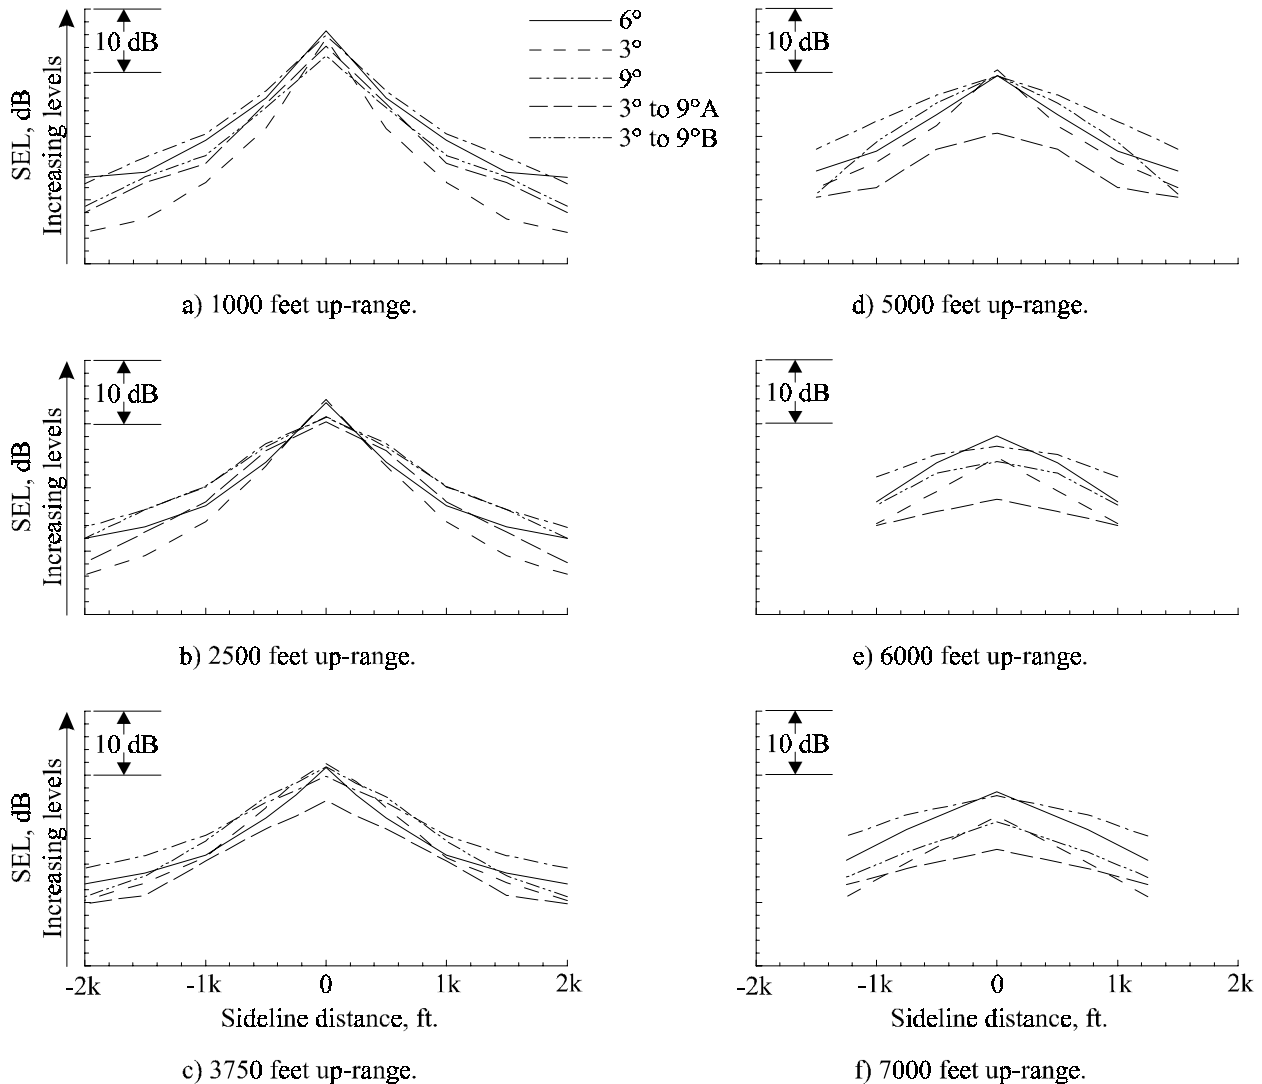 10 dB
SEL, dB
Increasing levels
6°
3°
9°
3° to 9°A
3° to 9°B
a) 1000 feet up-range.
10 dB
d) 5000 feet up-range.
10 dB
SEL, dB
Increasing levels
b) 2500 feet up-range.
10 dB
e) 6000 feet up-range.
10 dB
SEL, dB
Increasing levels
-2k -1k 0 1k 2k
Sideline distance, ft.
c) 3750 feet up-range.
10 dB
-2k -1k 0 1k 2k
Sideline distance, ft.
f) 7000 feet up-range.